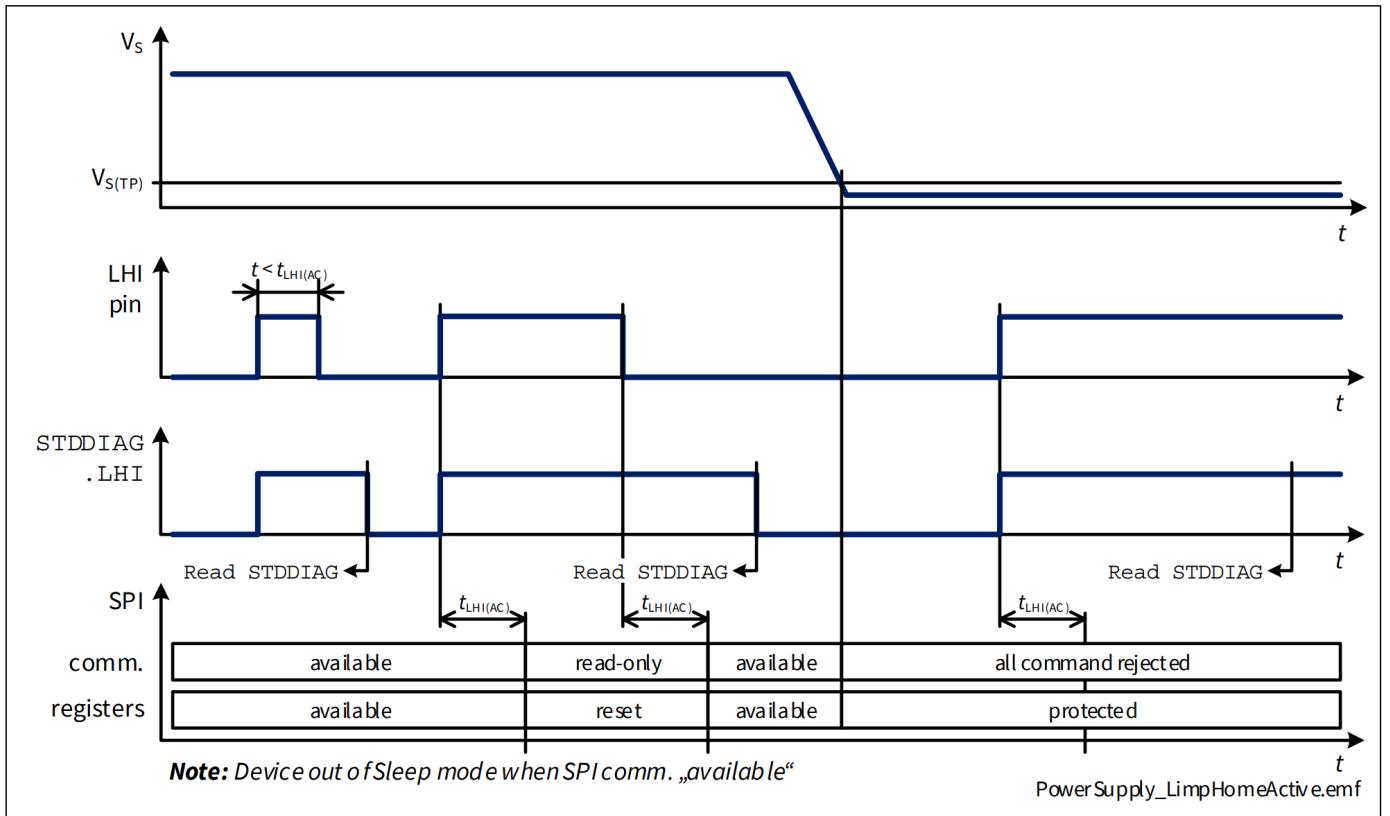 VS
VS(TP)
t
LHI
pin
t < tLHI(AC)
t
STDDIAG
.LHI
t
Read STDDIAG
Read STDDIAG
Read STDDIAG
SPI
tLHI(AC)
tLHI(AC)
tLHI(AC)
comm.
available
read-only
available
all command rejected
registers
available
reset
available
protected
t
Note: Device out of Sleep mode when SPI comm. „available“
PowerSupply_LimpHomeActive.emf